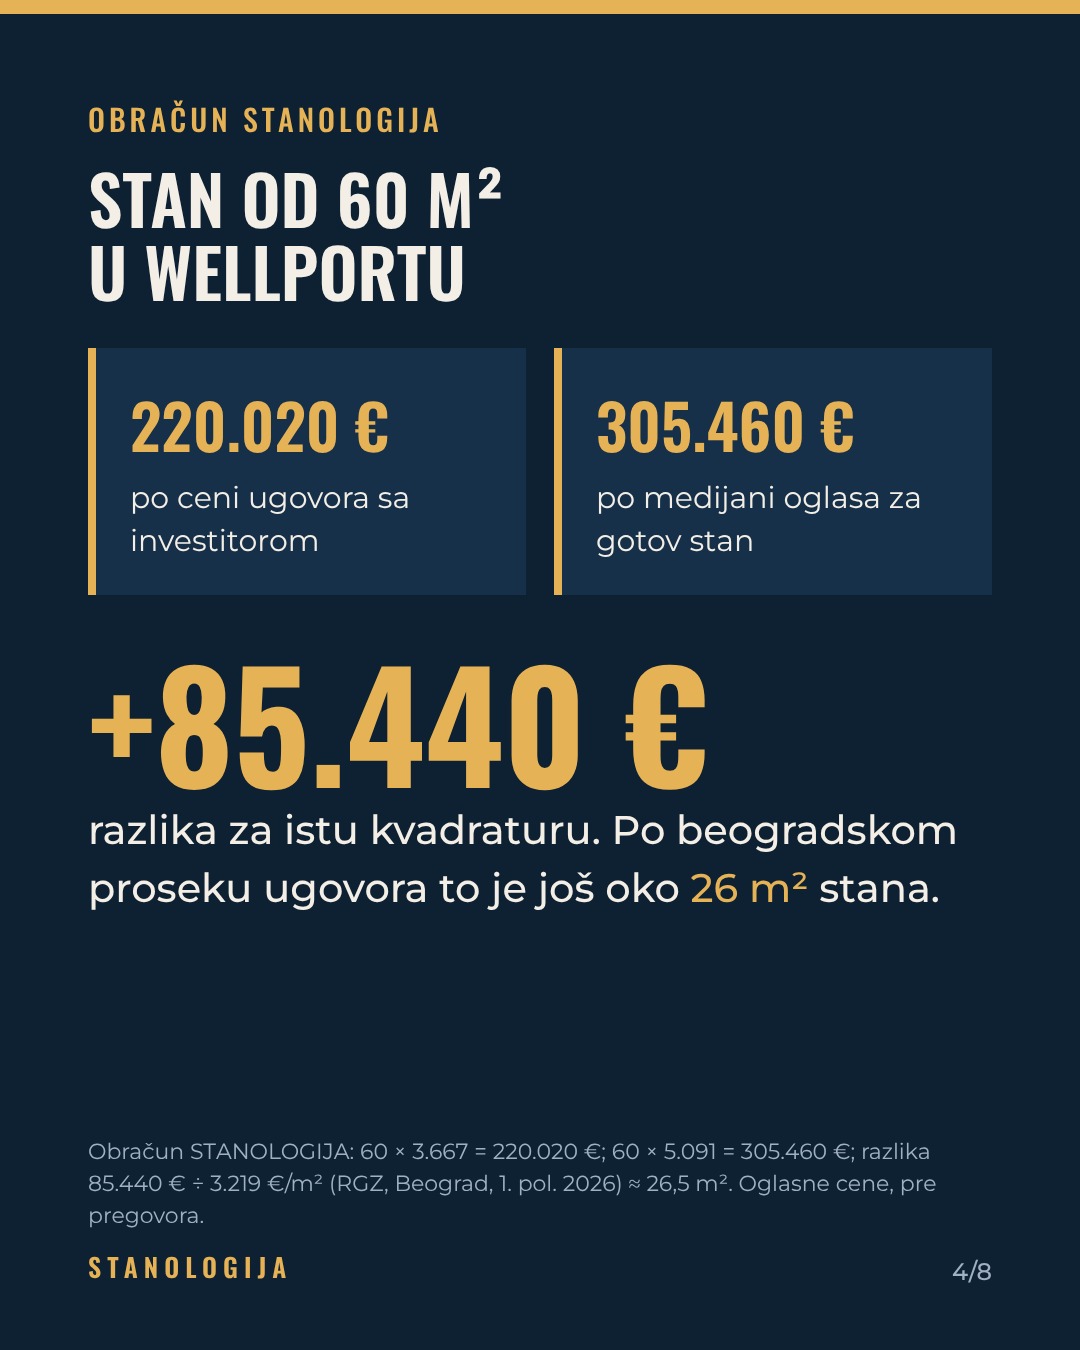 OBRAČUN STANOLOGIJA
STAN OD 60 M²
U WELLPORTU
220.020 €
po ceni ugovora sa
investitorom
305.460 €
po medijani oglasa za
gotov stan
+85.440 €
razlika za istu kvadraturu. Po beogradskom
proseku ugovora to je još oko 26 m² stana.
Obračun STANOLOGIJA: 60 × 3.667 = 220.020 €; 60 × 5.091 = 305.460 €; razlika
85.440 € ÷ 3.219 €/m² (RGZ, Beograd, 1. pol. 2026) ≈ 26,5 m². Oglasne cene, pre
pregovora.
STANOLOGIJA
4/8